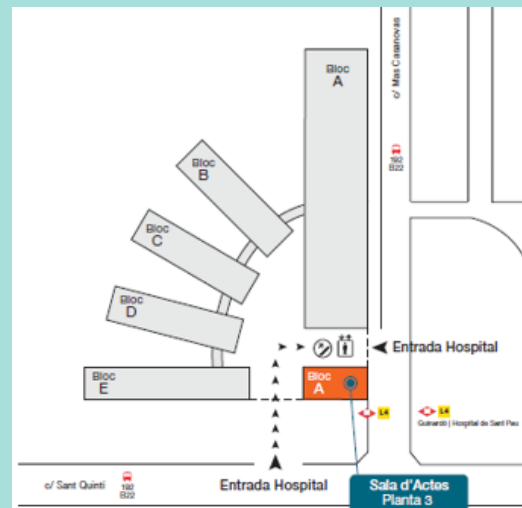 Bloc
A
c/ Mas Casanovas
192
B22
Bloc
B
Bloc
C
Bloc
D
Entrada Hospital
Bloc
E
Bloc
A
L4
L4
Guinardó | Hospital de Sant Pau
c/ Sant Quintí
192
B22
Entrada Hospital
Sala d'Actes
Planta 3